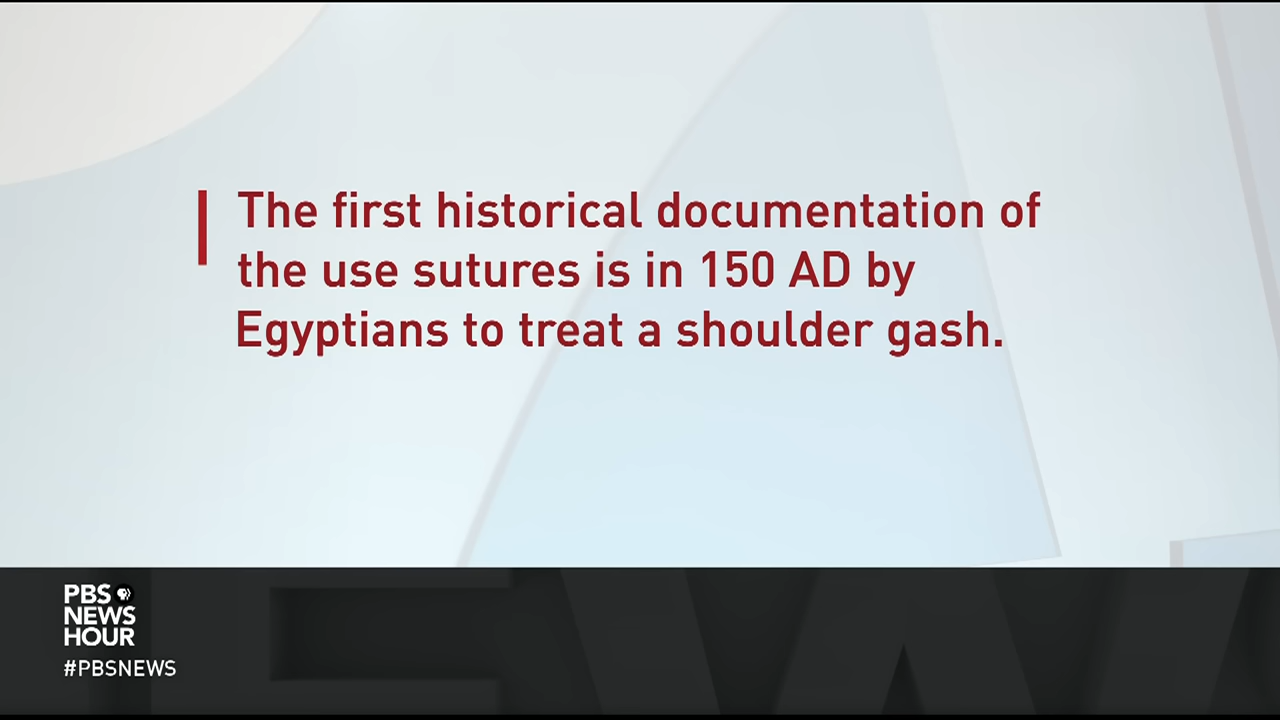 The first historical documentation of
the use sutures is in 150 AD by
Egyptians to treat a shoulder gash.
PBS
NEWS
HOUR
#PBSNEWS